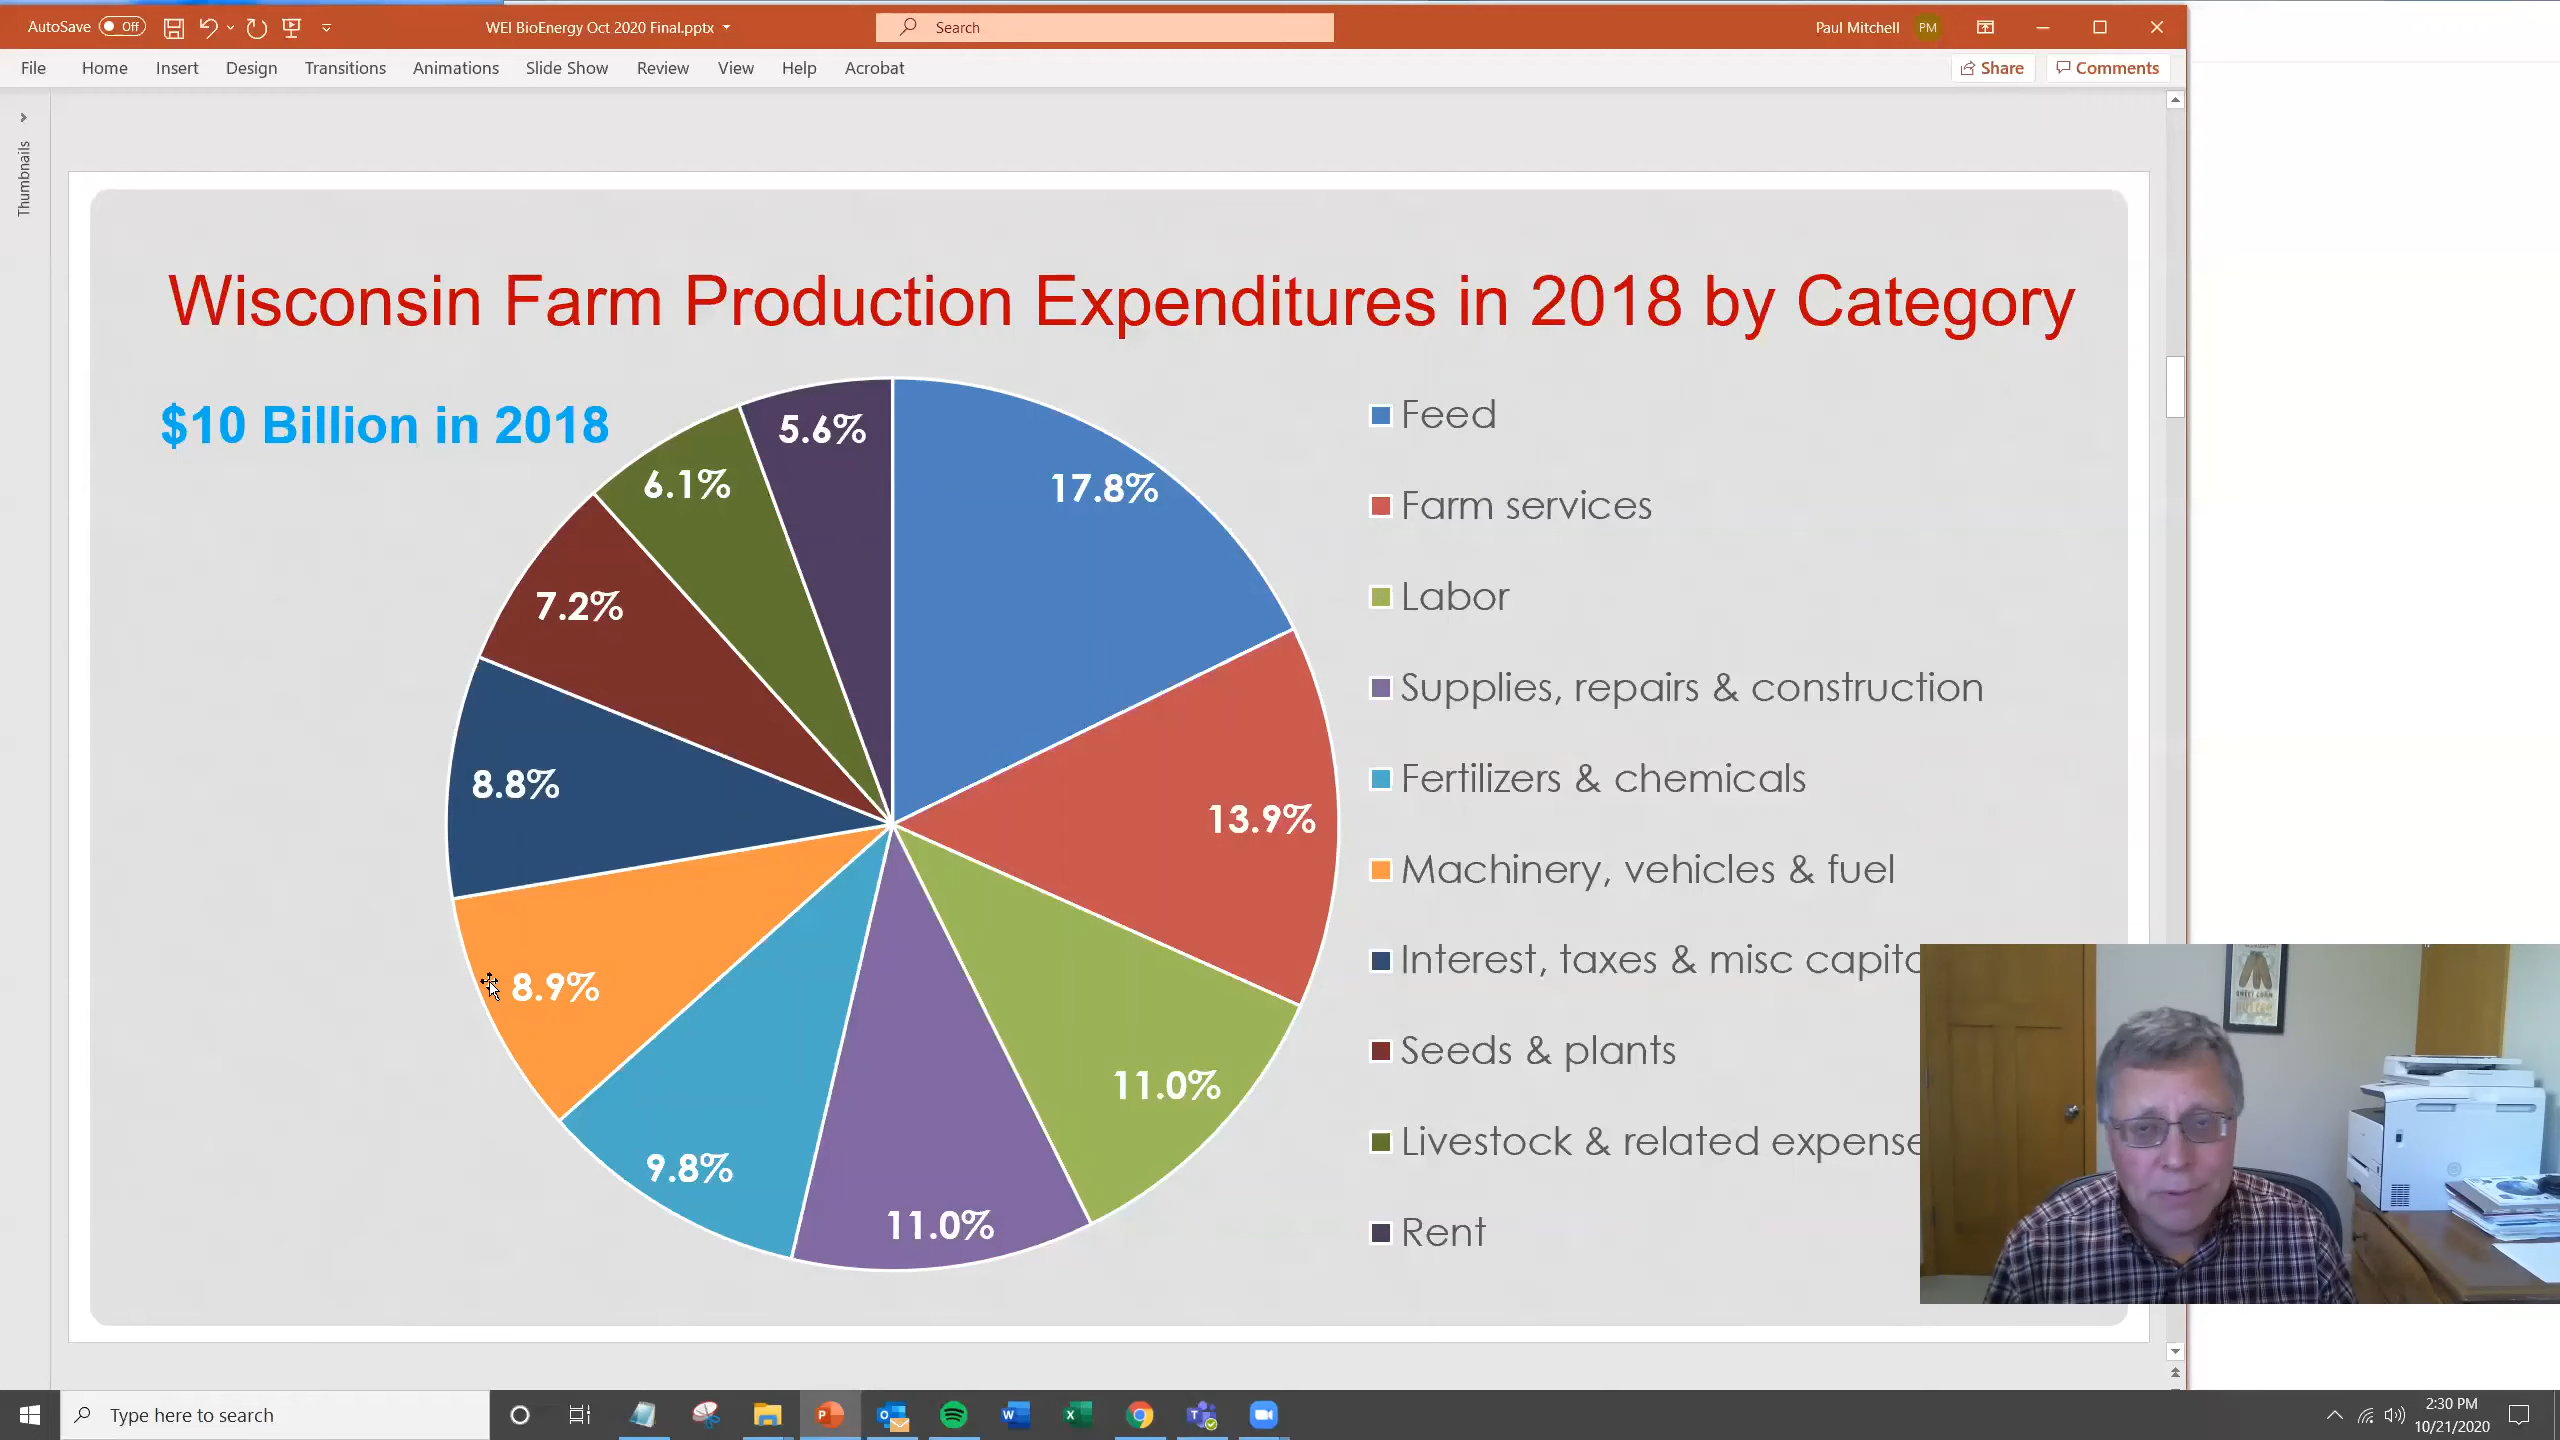 AutoSave Off WEI BioEnergy Oct 2020 Final.pptx Search Paul Mitchell PM
File Home Insert Design Transitions Animations Slide Show Review View Help Acrobat Share Comments
Thumbnails
Wisconsin Farm Production Expenditures in 2018 by Category
$10 Billion in 2018
5.6%
6.1%
17.8%
7.2%
8.8%
13.9%
8.9%
11.0%
9.8%
11.0%
Feed
Farm services
Labor
Supplies, repairs & construction
Fertilizers & chemicals
Machinery, vehicles & fuel
Interest, taxes & misc
Seeds & plants
Livestock & related
Rent
Type here to search
2:30 PM
10/21/2020